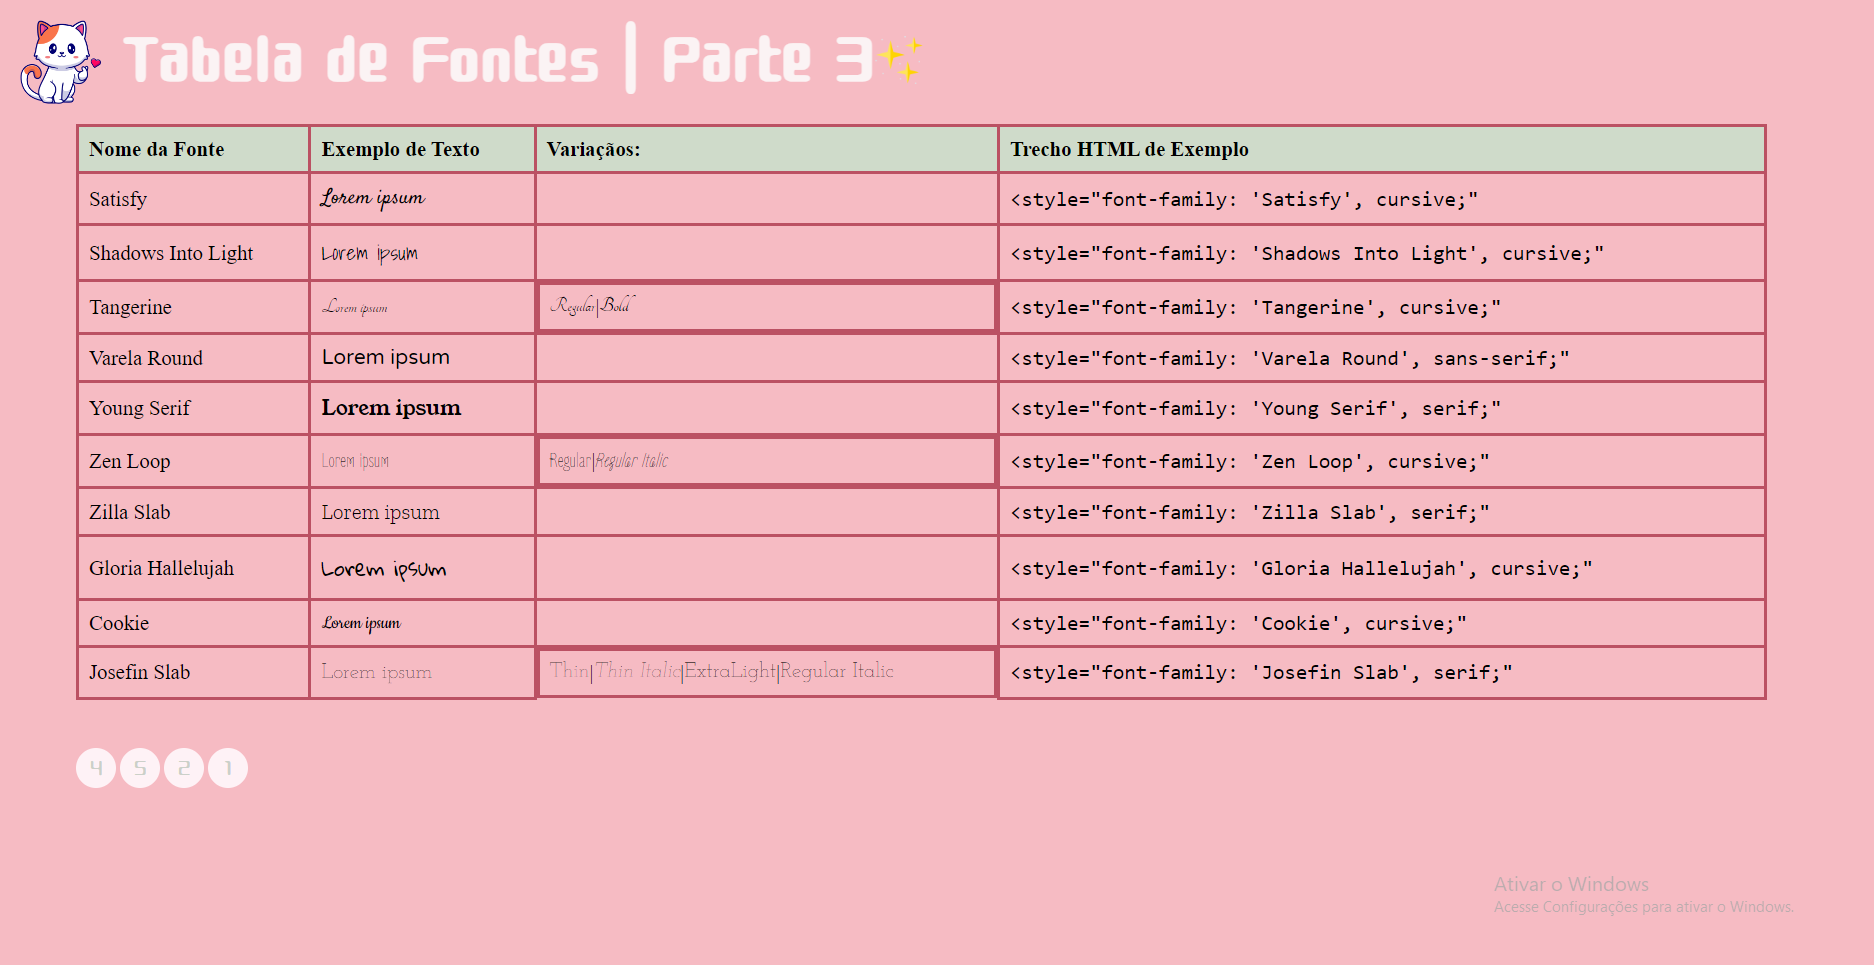 Tabela de Fontes | Parte 3✨
Nome da Fonte Exemplo de Texto Variaçãos: Trecho HTML de Exemplo
Satisfy Lorem ipsum <style="font-family: 'Satisfy', cursive;"
Shadows Into Light Lorem ipsum <style="font-family: 'Shadows Into Light', cursive;"
Tangerine Lorem ipsum Regular|Bold <style="font-family: 'Tangerine', cursive;"
Varela Round Lorem ipsum <style="font-family: 'Varela Round', sans-serif;"
Young Serif Lorem ipsum <style="font-family: 'Young Serif', serif;"
Zen Loop Lorem ipsum Regular|Regular Italic <style="font-family: 'Zen Loop', cursive;"
Zilla Slab Lorem ipsum <style="font-family: 'Zilla Slab', serif;"
Gloria Hallelujah Lorem ipsum <style="font-family: 'Gloria Hallelujah', cursive;"
Cookie Lorem ipsum <style="font-family: 'Cookie', cursive;"
Josefin Slab Lorem ipsum Thin|Thin Italic|ExtraLight|Regular Italic <style="font-family: 'Josefin Slab', serif;"
4 5 2 1
Ativar o Windows
Acesse Configurações para ativar o Windows.